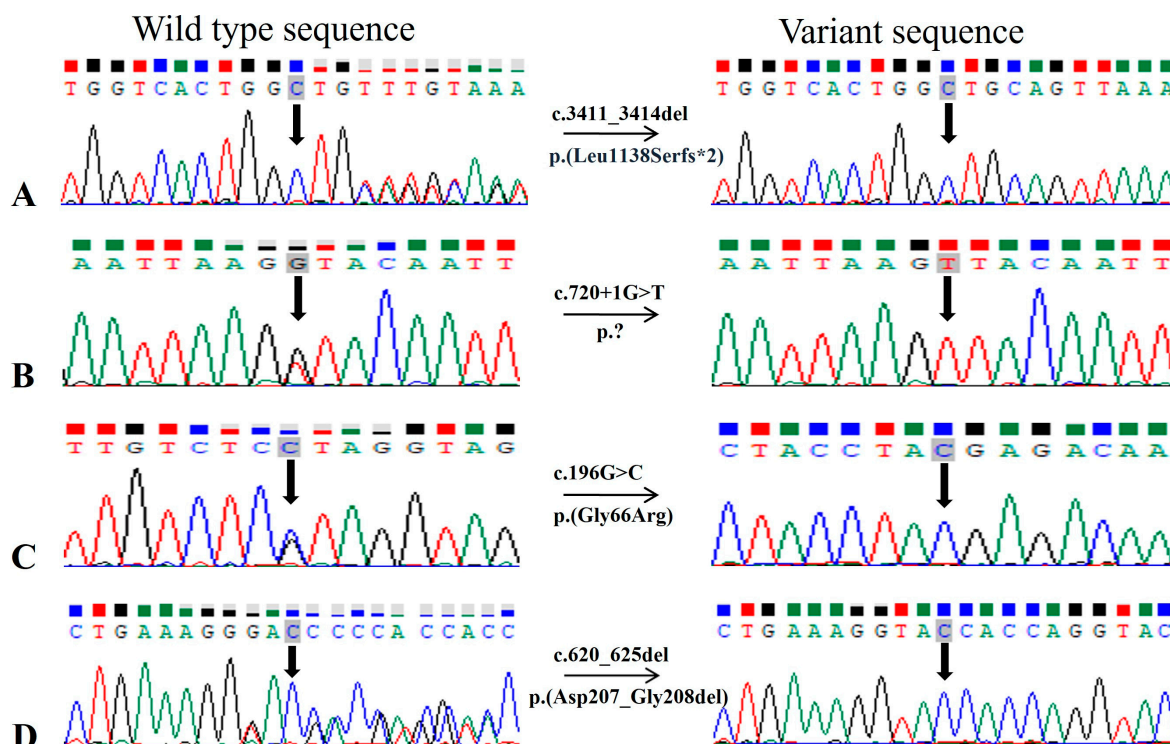 Wild type sequence
Variant sequence
T G G T C A C T G G C T G T T T G T A A A
T G G T C A C T G G C T G C A G T T A A A
c.3411_3414del
p.(Leu1138Serfs*2)
A
A A T T A A G G T A C A A T T
A A T T A A G T T A C A A T T
c.720+1G>T
p.?
B
T T G T C T C C T A G G T A G
C T A C C T A C G A G A C A A
c.196G>C
p.(Gly66Arg)
C
C T G A A A G G G A C C C C C A C C A C C
C T G A A A G G T A C C A C C A G G T A C
c.620_625del
p.(Asp207_Gly208del)
D